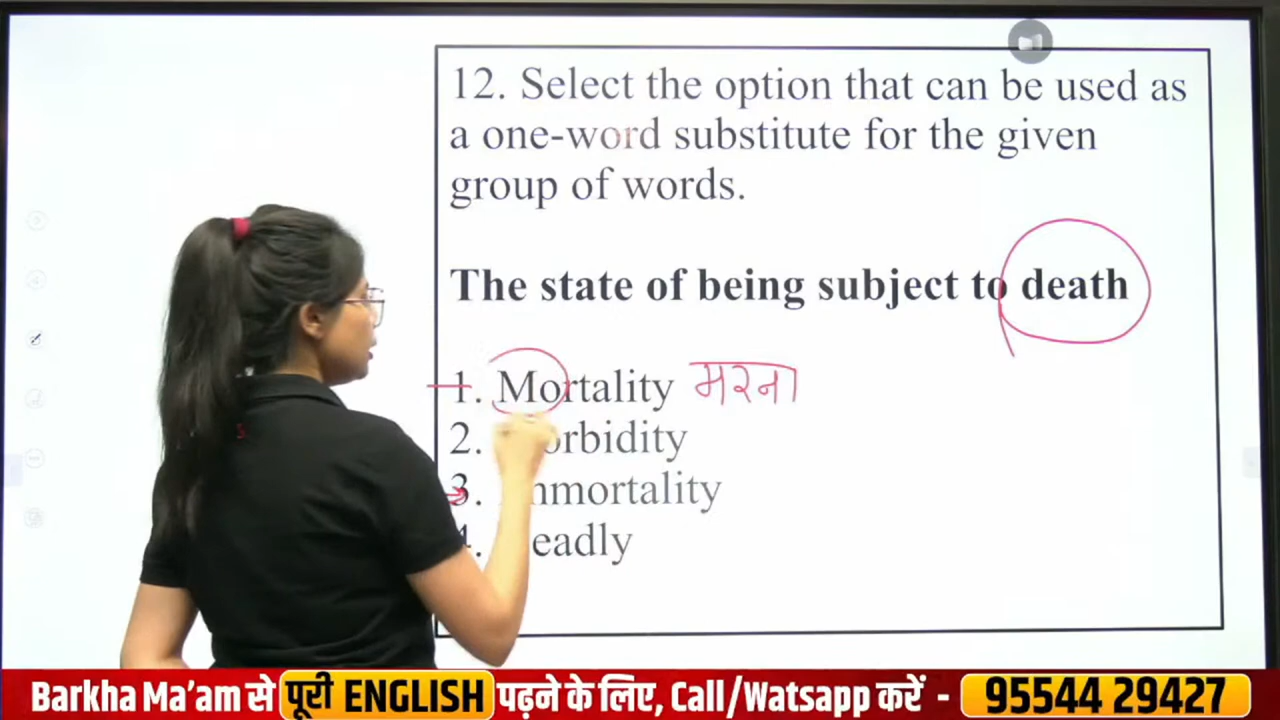 12. Select the option that can be used as
a one-word substitute for the given
group of words.
The state of being subject to death
1. Mortality मरना
2. orbidity
3. mmortality
4. eadly
Barkha Ma'am से पूरी ENGLISH पढ़ने के लिए, Call/Watsapp करें - 95544 29427